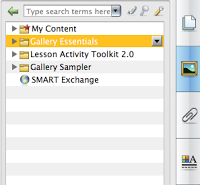 Type search terms here
My Content
Gallery Essentials
Lesson Activity Toolkit 2.0
Gallery Sampler
SMART Exchange
A